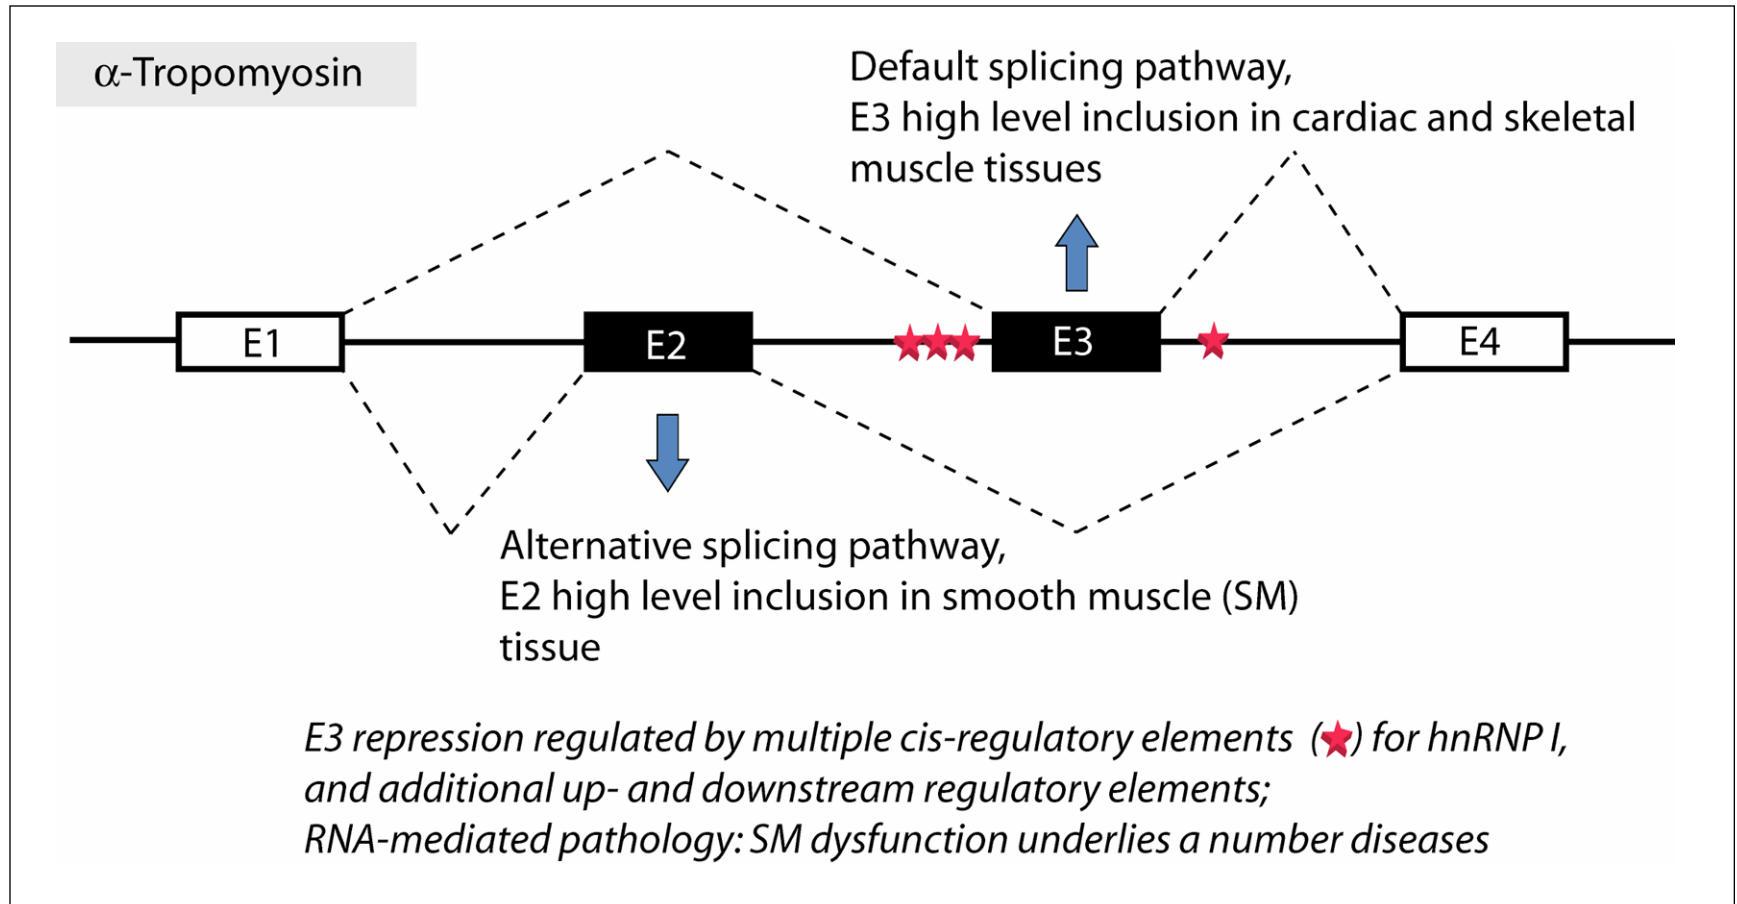 α-Tropomyosin
Default splicing pathway,
E3 high level inclusion in cardiac and skeletal
muscle tissues
E1
E2
E3
E4
Alternative splicing pathway,
E2 high level inclusion in smooth muscle (SM)
tissue
E3 repression regulated by multiple cis-regulatory elements (★) for hnRNP I,
and additional up- and downstream regulatory elements;
RNA-mediated pathology: SM dysfunction underlies a number diseases